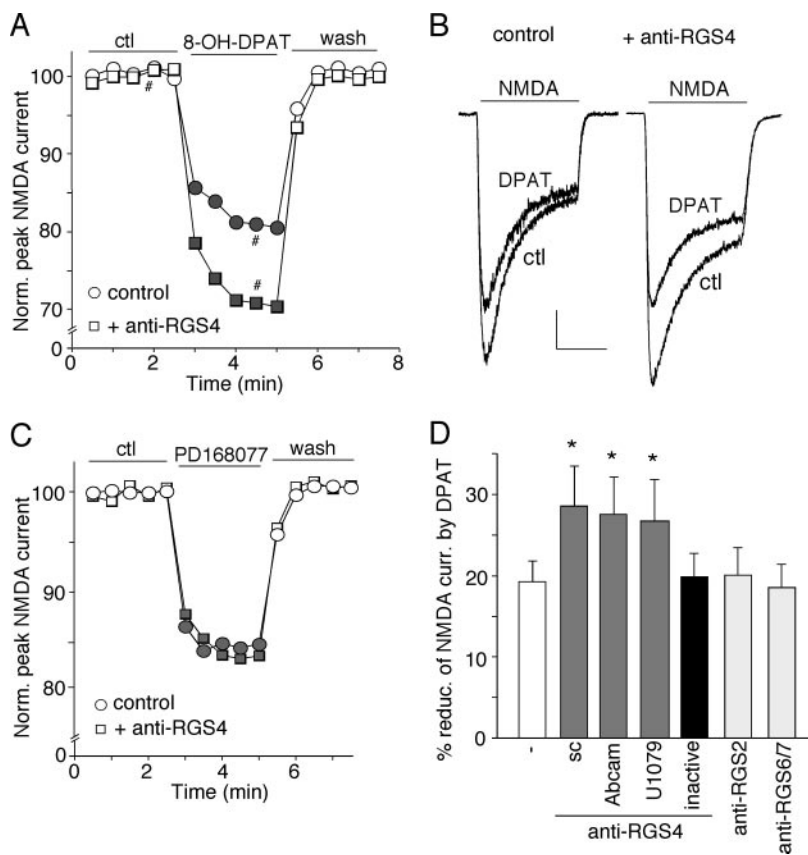 A
ctl
8-OH-DPAT
wash
Norm. peak NMDA current
100
90
80
70
0
#
#
#
control
+ anti-RGS4
0 2 4 6 8
Time (min)
B
control + anti-RGS4
NMDA NMDA
DPAT DPAT
ctl ctl
C
ctl
PD168077
wash
Norm. peak NMDA current
100
90
80
0
control
+ anti-RGS4
0 2 4 6
Time (min)
D
% reduc. of NMDA curr. by DPAT
30
20
10
0
* * *
-
sc
Abcam
U1079
inactive
anti-RGS2
anti-RGS6/7
anti-RGS4